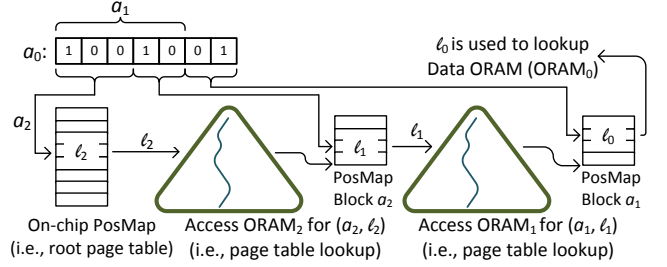 a₁
a₀: 1 0 0 1 0 0 1
ℓ₀ is used to lookup
Data ORAM (ORAM₀)
a₂
ℓ₂
ℓ₂
ℓ₁
ℓ₁
ℓ₀
On-chip PosMap
(i.e., root page table)
Access ORAM₂ for (a₂, ℓ₂)
(i.e., page table lookup)
PosMap
Block a₂
Access ORAM₁ for (a₁, ℓ₁)
(i.e., page table lookup)
PosMap
Block a₁